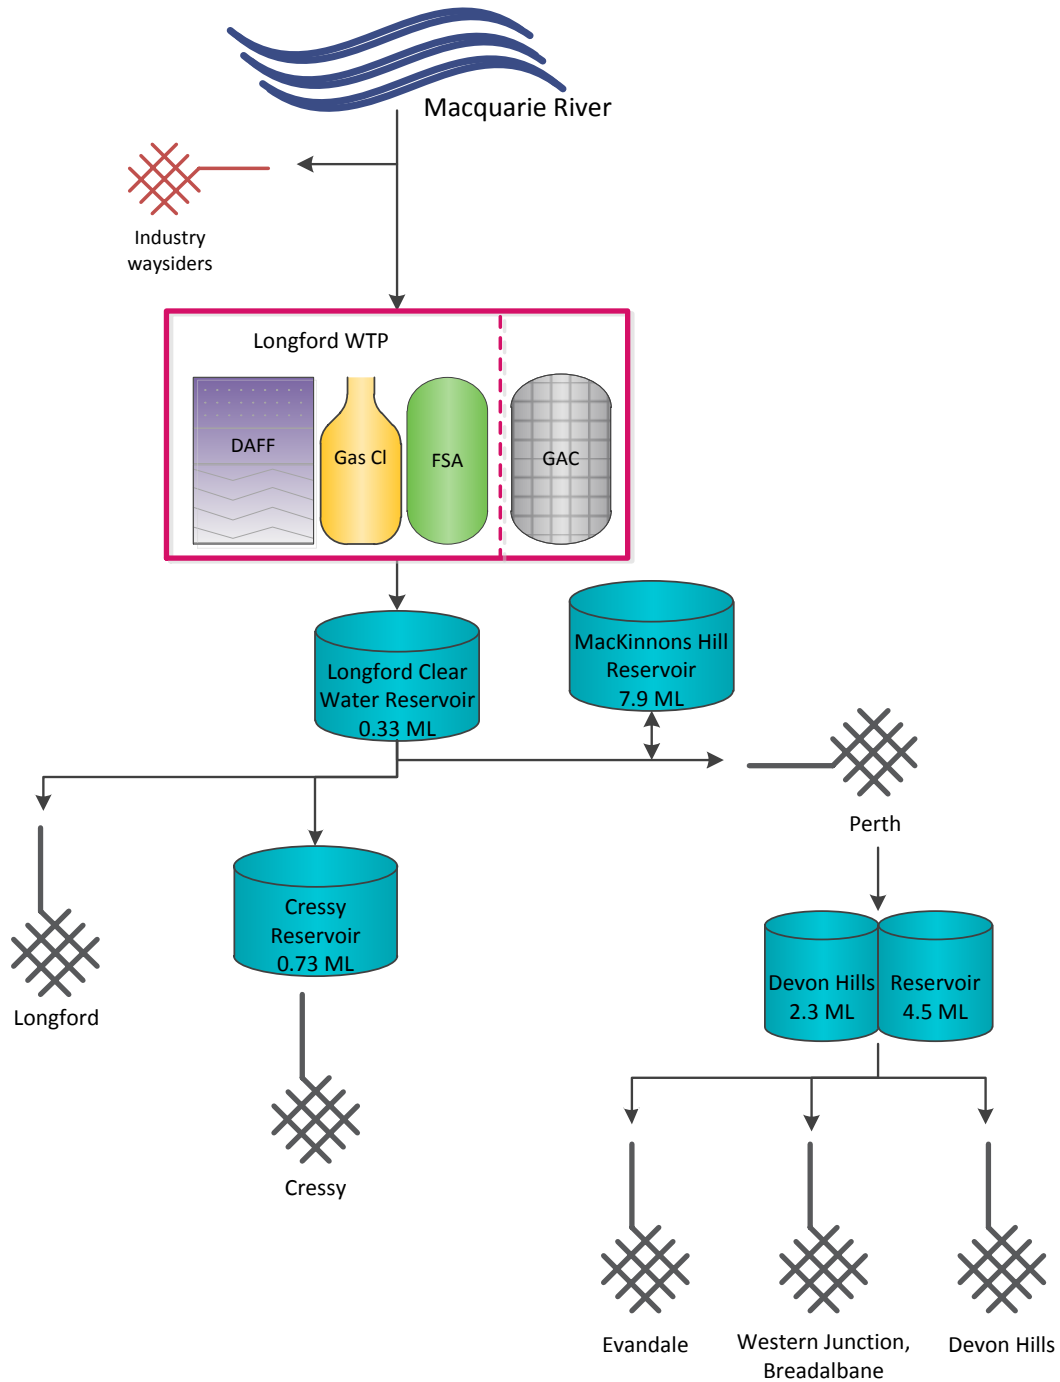 Macquarie River
Industry
waysiders
Longford WTP
DAFF
Gas Cl
FSA
GAC
Longford Clear
Water Reservoir
0.33 ML
MacKinnons Hill
Reservoir
7.9 ML
Perth
Cressy
Reservoir
0.73 ML
Longford
Devon Hills
2.3 ML
Reservoir
4.5 ML
Cressy
Evandale
Western Junction,
Breadalbane
Devon Hills